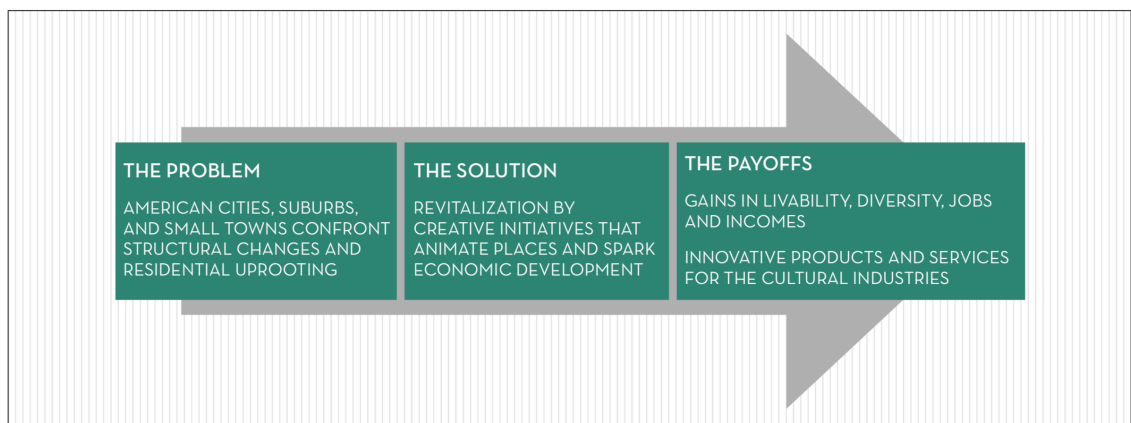 THE PROBLEM
AMERICAN CITIES, SUBURBS,
AND SMALL TOWNS CONFRONT
STRUCTURAL CHANGES AND
RESIDENTIAL UPROOTING
THE SOLUTION
REVITALIZATION BY
CREATIVE INITIATIVES THAT
ANIMATE PLACES AND SPARK
ECONOMIC DEVELOPMENT
THE PAYOFFS
GAINS IN LIVABILITY, DIVERSITY, JOBS
AND INCOMES
INNOVATIVE PRODUCTS AND SERVICES
FOR THE CULTURAL INDUSTRIES